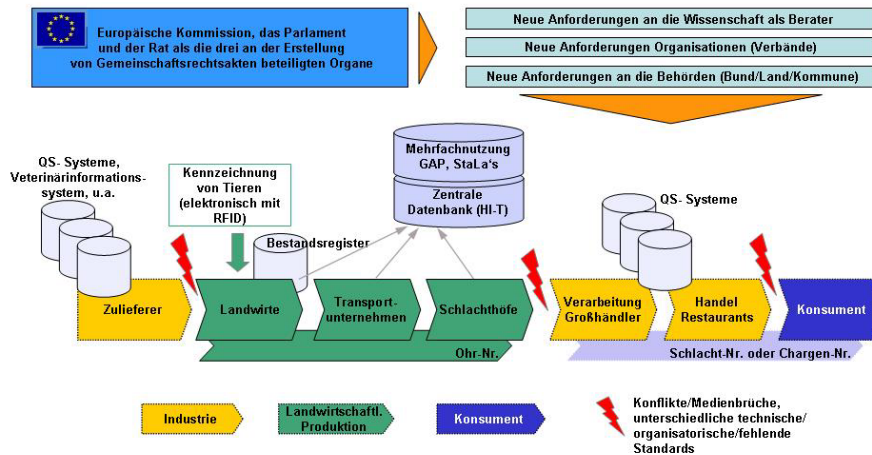 Europäische Kommission, das Parlament
und der Rat als die drei an der Erstellung
von Gemeinschaftsrechtsakten beteiligten Organe
Neue Anforderungen an die Wissenschaft als Berater
Neue Anforderungen Organisationen (Verbände)
Neue Anforderungen an die Behörden (Bund/Land/Kommune)
QS- Systeme,
Veterinärinformations-
system, u.a.
Kennzeichnung
von Tieren
(elektronisch mit
RFID)
Mehrfachnutzung
GAP, StaLa's
Zentrale
Datenbank (HI-T)
QS- Systeme
Bestandsregister
Zulieferer
Landwirte
Transport-
unternehmen
Schlachthöfe
Verarbeitung
Großhändler
Handel
Restaurants
Konsument
Ohr-Nr.
Schlacht-Nr. oder Chargen-Nr.
Industrie
Landwirtschaftl.
Produktion
Konsument
Konflikte/Medienbrüche,
unterschiedliche technische/
organisatorische/fehlende
Standards